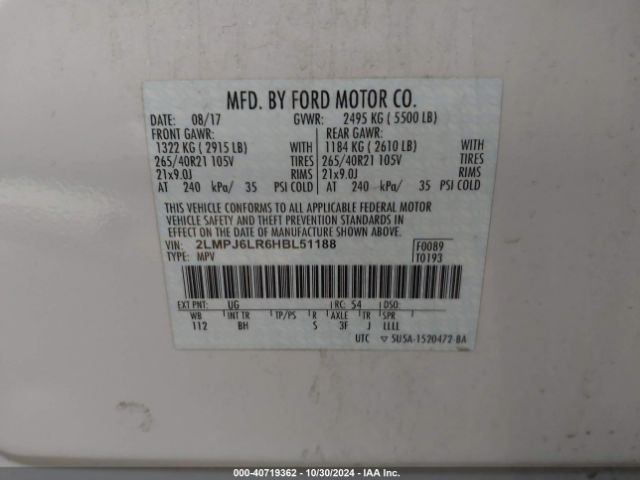 MFD. BY FORD MOTOR CO.
DATE: 08/17 GVWR: 2495 KG ( 5500 LB)
FRONT GAWR: REAR GAWR:
1322 KG ( 2915 LB) WITH 1184 KG ( 2610 LB) WITH
265/40R21 105V TIRES 265/40R21 105V TIRES
21x9.0J RIMS 21x9.0J RIMS
AT 240 kPa/ 35 PSI COLD AT 240 kPa/ 35 PSI COLD
THIS VEHICLE CONFORMS TO ALL APPLICABLE FEDERAL MOTOR
VEHICLE SAFETY AND THEFT PREVENTION STANDARDS IN
EFFECT ON THE DATE OF MANUFACTURE SHOWN ABOVE.
VIN: 2LMPJ6LR6HBL51188 F0089
TYPE: MPV T0193
EXT PNT: UG RC: 54 DSO:
WB INT TR TP/PS R AXLE TR SPR
112 BH S 3F J LLLL
UTC ▽ 5U5A-1520472-BA
000-40719362 - 10/30/2024 - IAA Inc.